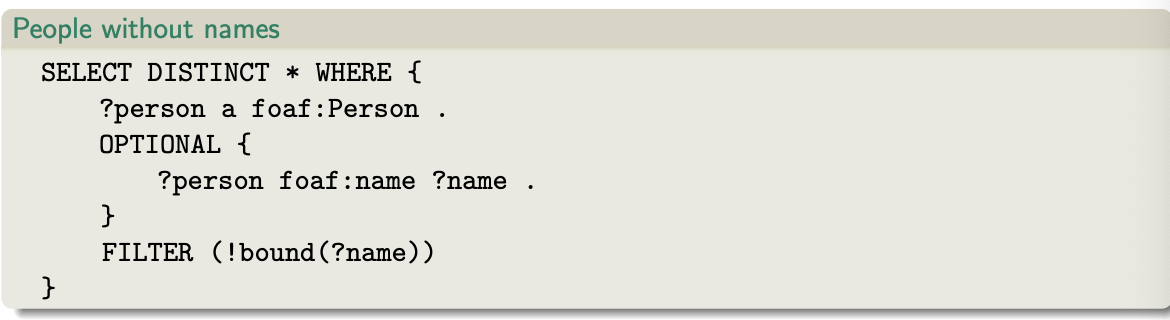 People without names
SELECT DISTINCT * WHERE {
?person a foaf:Person .
OPTIONAL {
?person foaf:name ?name .
}
FILTER (!bound(?name))
}